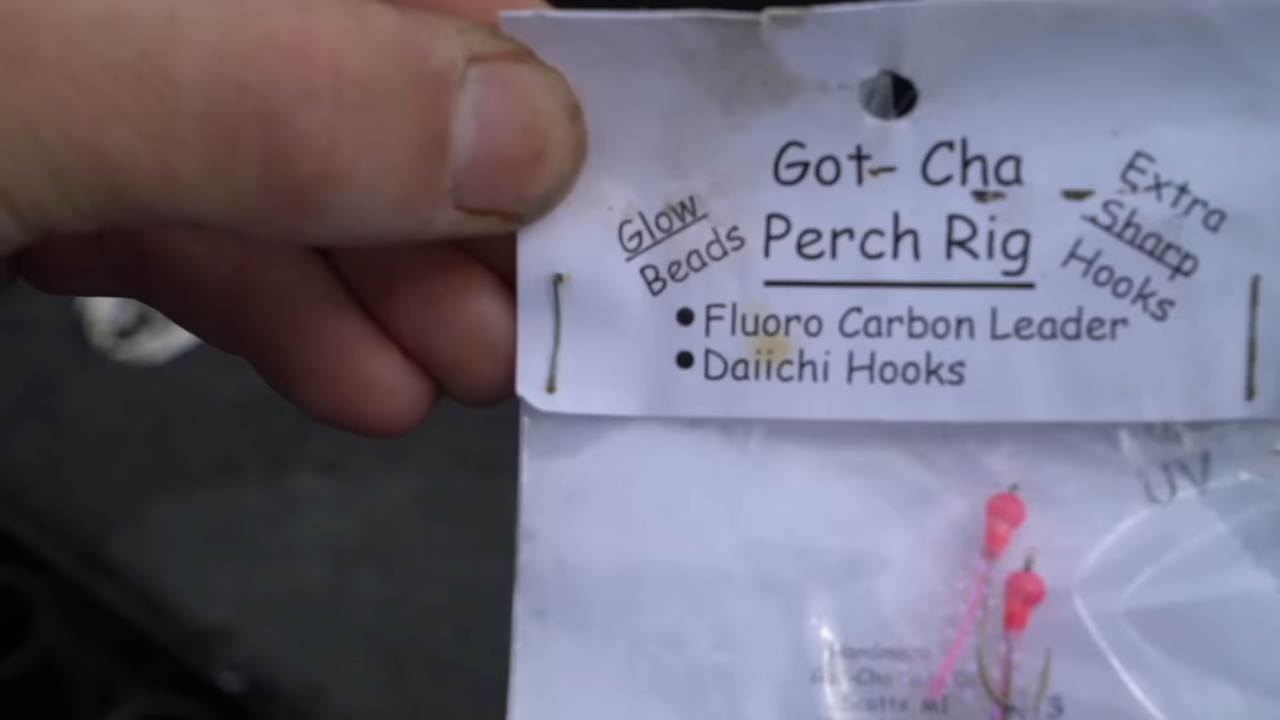 Got-Cha
Perch Rig
Glow
Beads
Extra
Sharp
Hooks
•Fluoro Carbon Leader
•Daiichi Hooks
UV